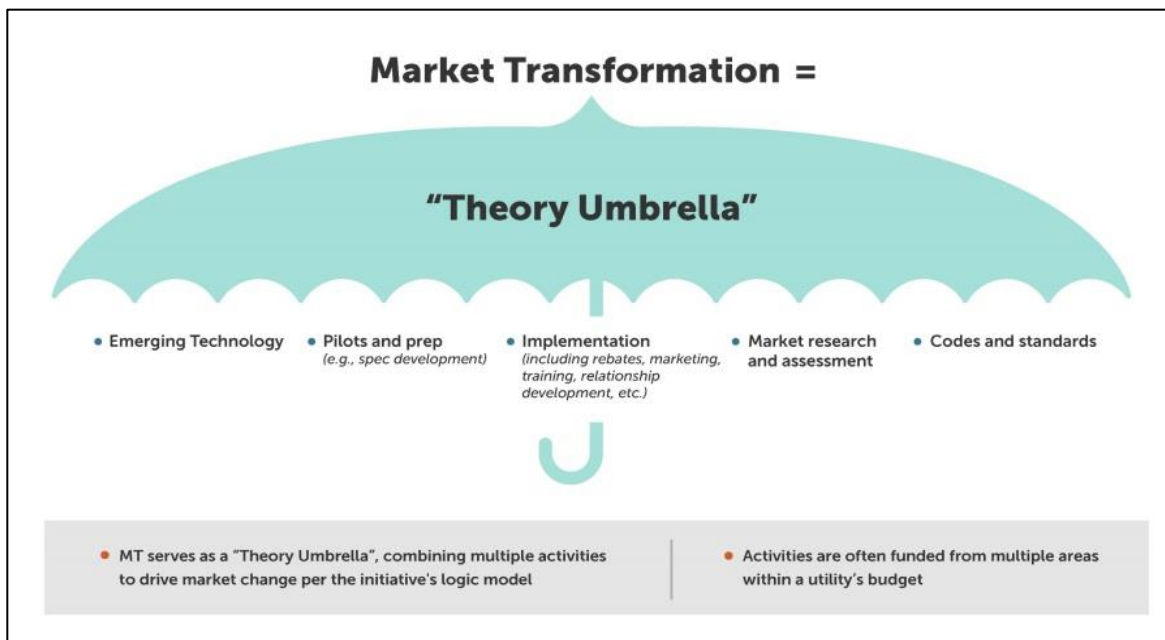 Market Transformation =
“Theory Umbrella”
• Emerging Technology
• Pilots and prep
(e.g., spec development)
• Implementation
(including rebates, marketing,
training, relationship
development, etc.)
• Market research
and assessment
• Codes and standards
• MT serves as a “Theory Umbrella”, combining multiple activities
to drive market change per the initiative's logic model
• Activities are often funded from multiple areas
within a utility’s budget